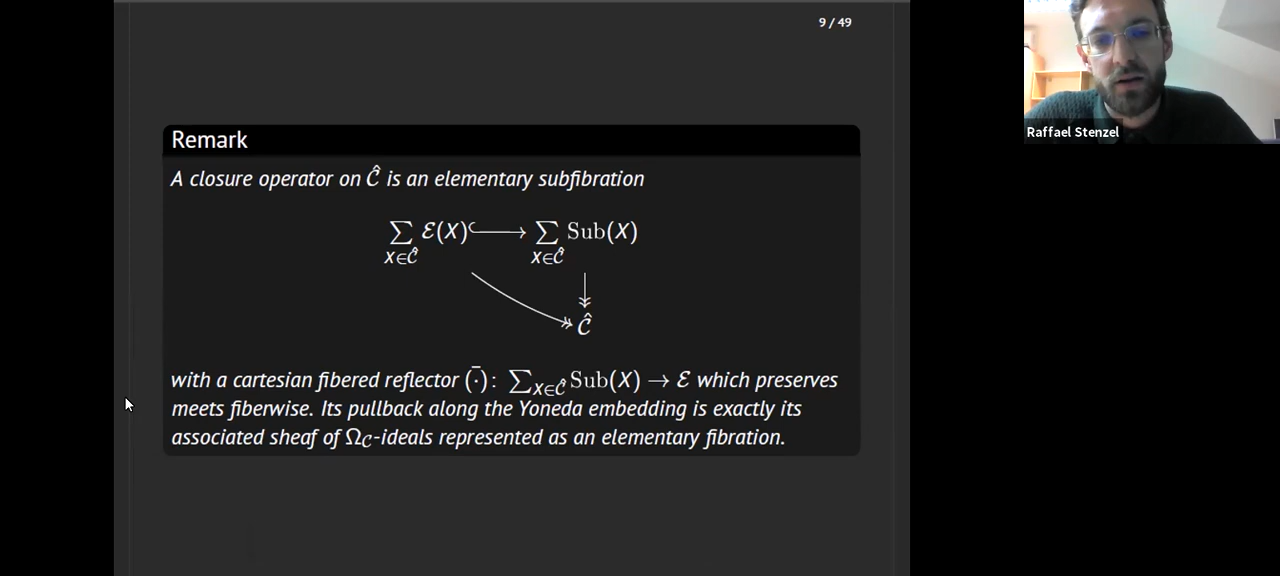 9 / 49
Remark
A closure operator on Ĉ is an elementary subfibration
∑_{X∈Ĉ} ℰ(X) ↪ ∑_{X∈Ĉ} Sub(X)
Ĉ
with a cartesian fibered reflector (·̄): ∑_{X∈Ĉ} Sub(X) → ℰ which preserves
meets fiberwise. Its pullback along the Yoneda embedding is exactly its
associated sheaf of Ω_C-ideals represented as an elementary fibration.
Raffael Stenzel